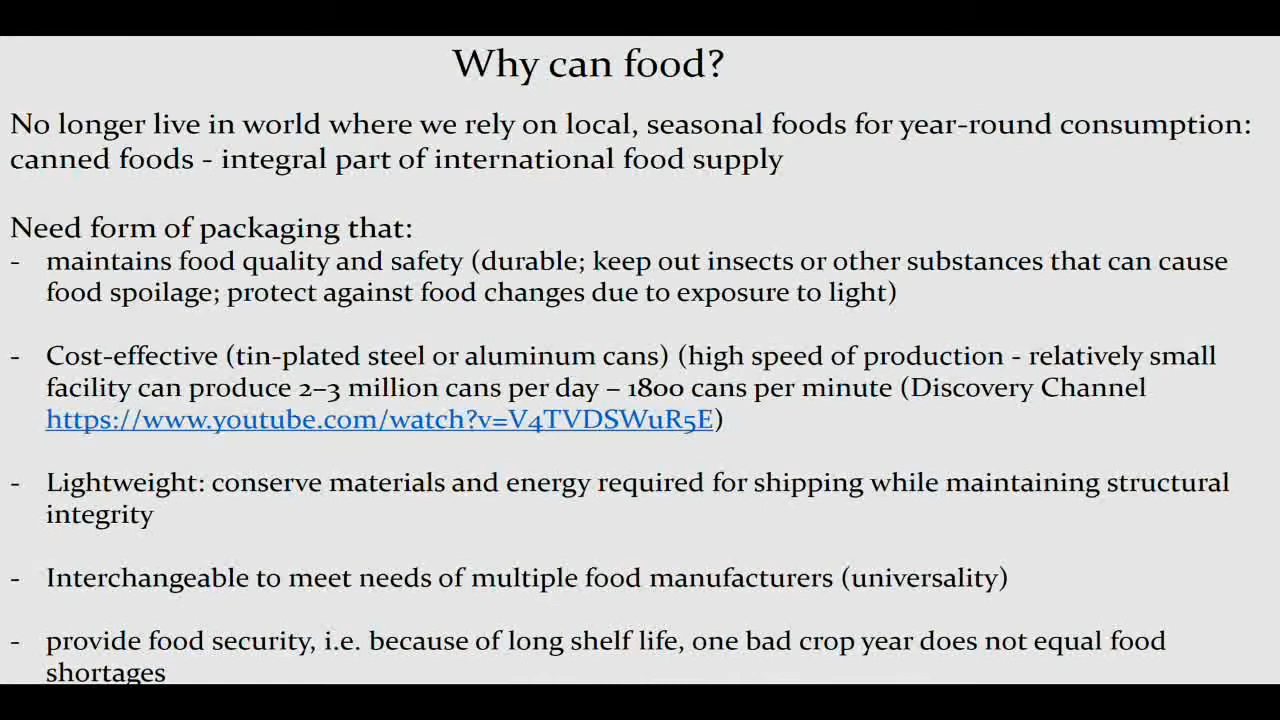 Why can food?
No longer live in world where we rely on local, seasonal foods for year-round consumption:
canned foods - integral part of international food supply
Need form of packaging that:
- maintains food quality and safety (durable; keep out insects or other substances that can cause
food spoilage; protect against food changes due to exposure to light)
- Cost-effective (tin-plated steel or aluminum cans) (high speed of production - relatively small
facility can produce 2–3 million cans per day – 1800 cans per minute (Discovery Channel
https://www.youtube.com/watch?v=V4TVDSWuR5E)
- Lightweight: conserve materials and energy required for shipping while maintaining structural
integrity
- Interchangeable to meet needs of multiple food manufacturers (universality)
- provide food security, i.e. because of long shelf life, one bad crop year does not equal food
shortages